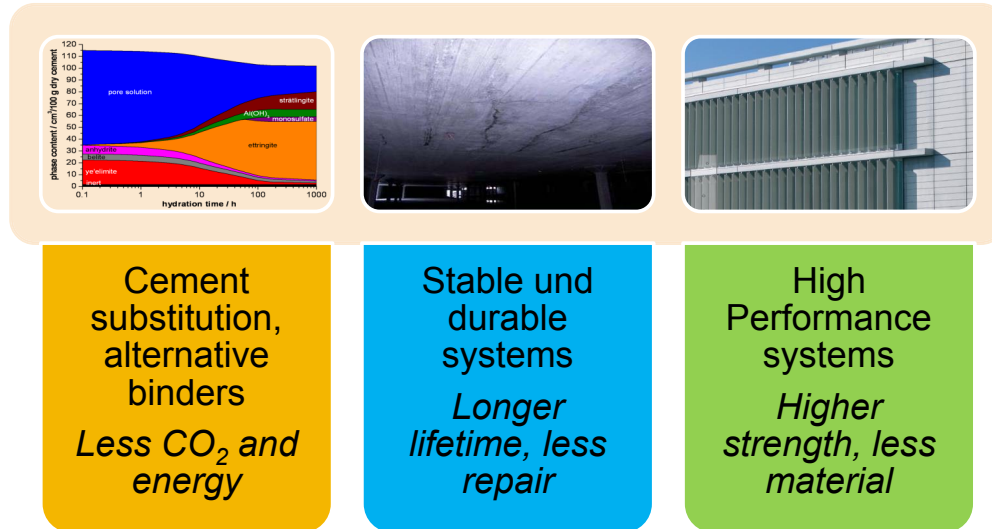 120
110
100
90
80
70
60
50
40
30
20
10
0
phase content / cm³/100 g dry cement
pore solution
strätlingite
Al(OH)₃
monosulfate
ettringite
anhydrite
belite
ye'elimite
inert
0.1 1 10 100 1000
hydration time / h
Cement
substitution,
alternative
binders
Less CO₂ and
energy
Stable und
durable
systems
Longer
lifetime, less
repair
High
Performance
systems
Higher
strength, less
material